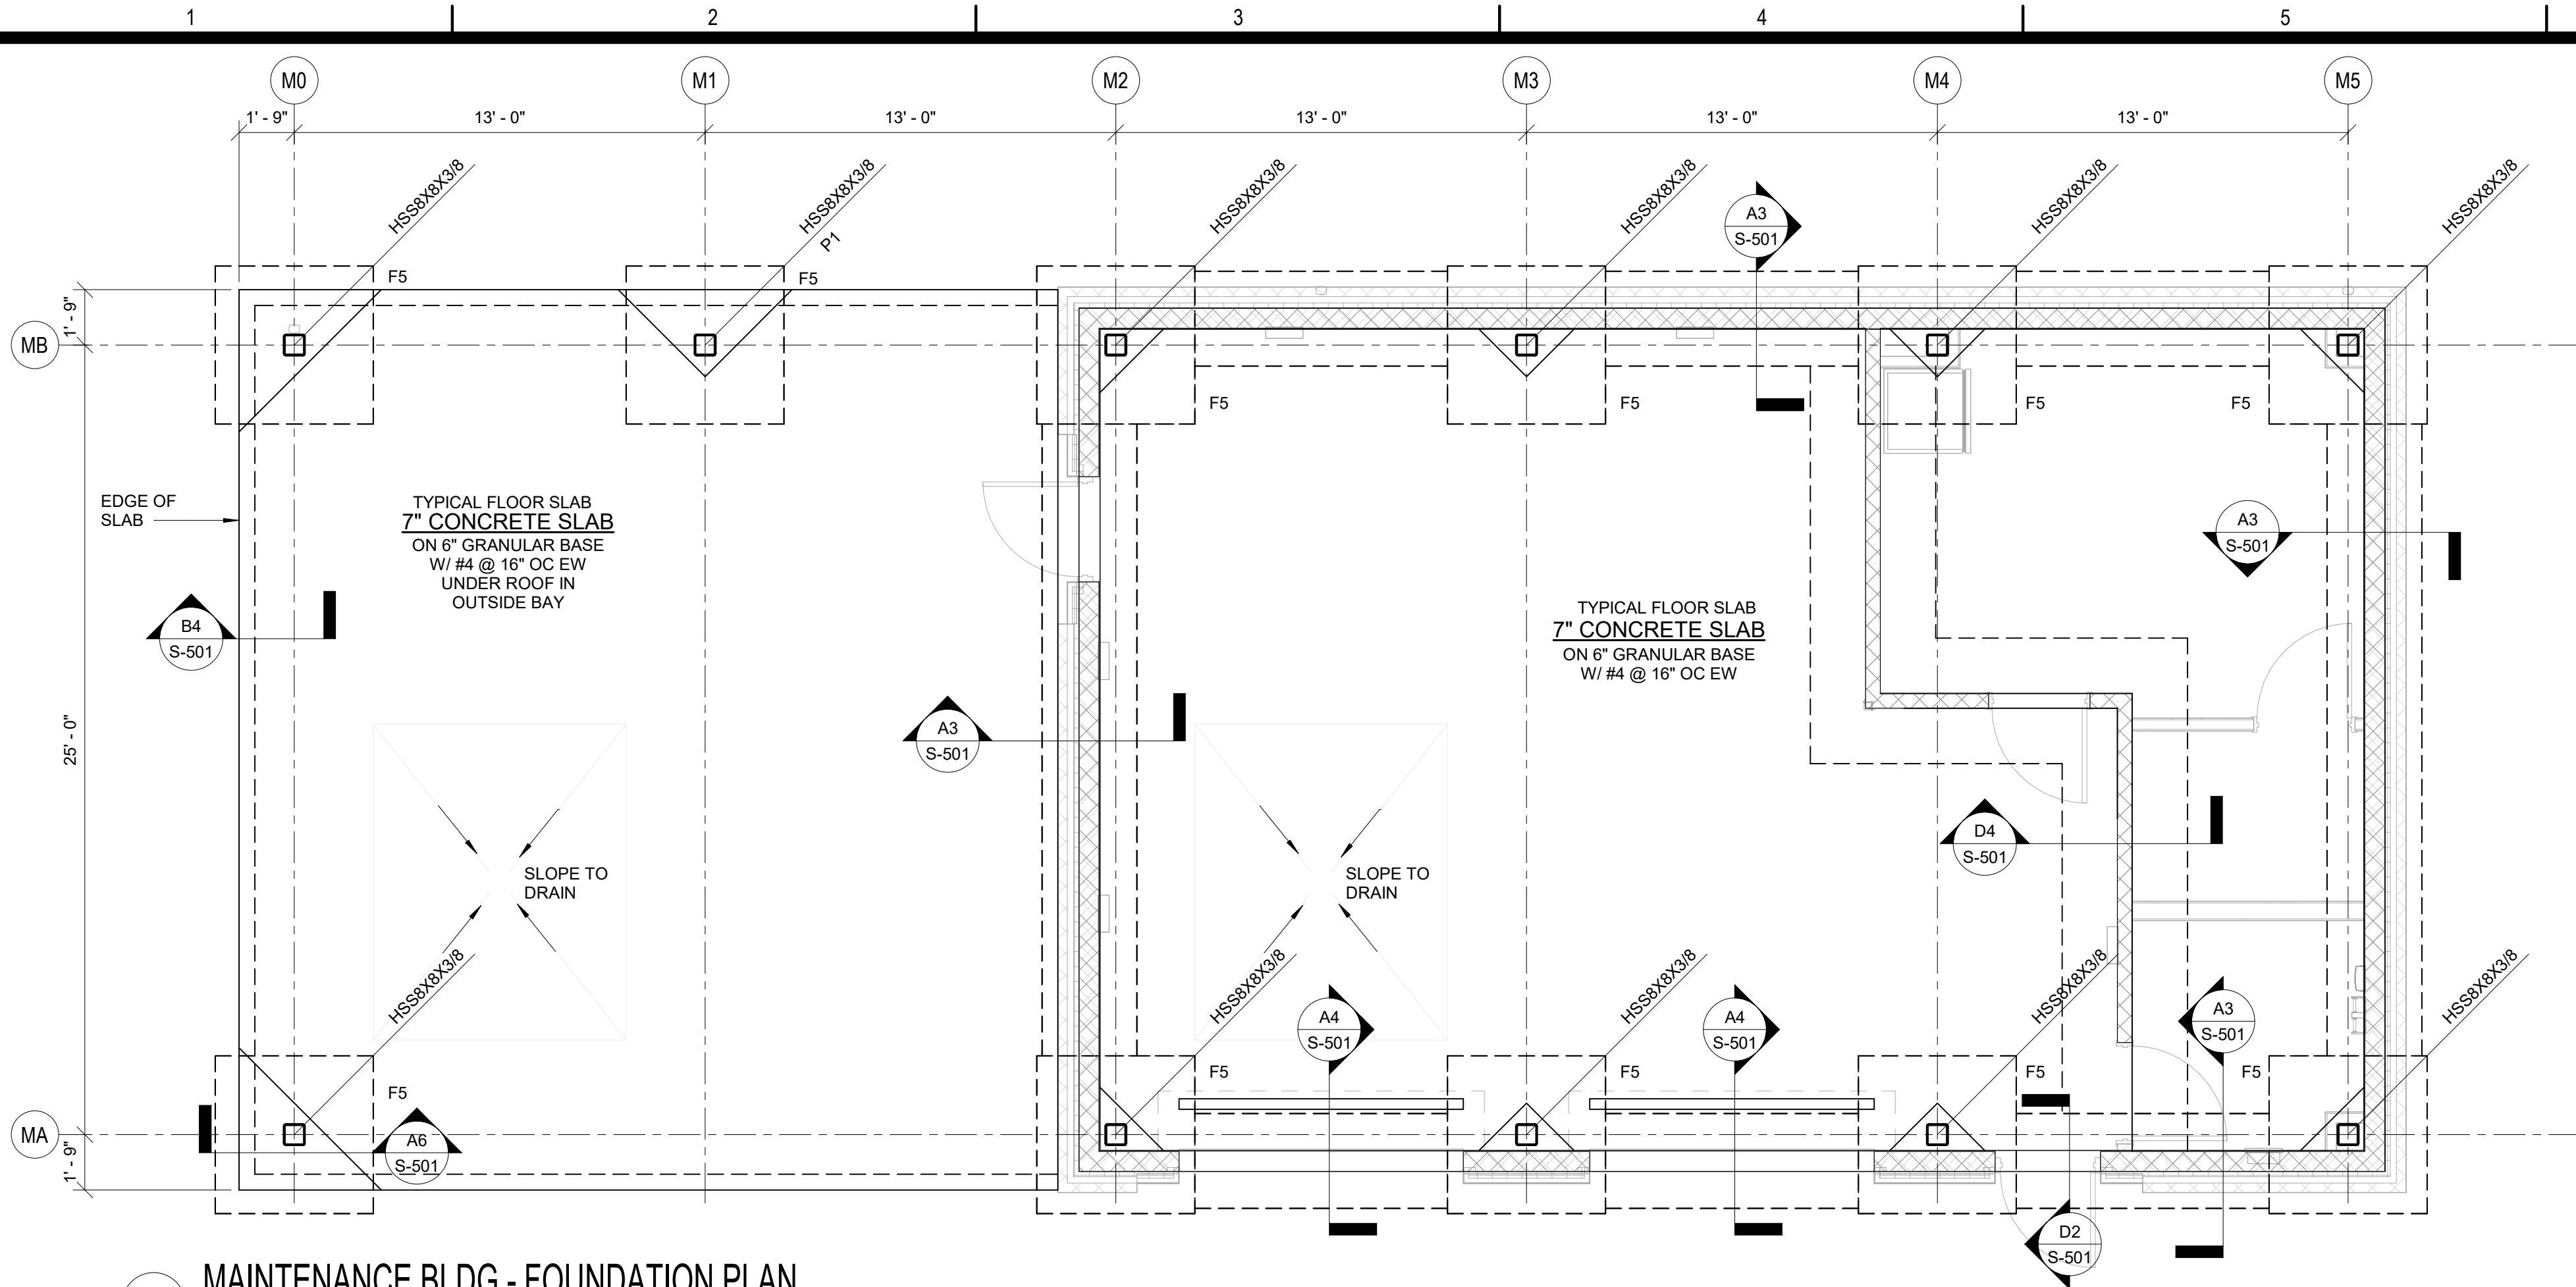 1 2 3 4 5
M0 M1 M2 M3 M4 M5
1' - 9" 13' - 0" 13' - 0" 13' - 0" 13' - 0" 13' - 0"
HSS8X8X3/8 HSS8X8X3/8 HSS8X8X3/8 HSS8X8X3/8 HSS8X8X3/8 HSS8X8X3/8
P1
A3
S-501
F5 F5
1' - 9"
MB
F5 F5 F5 F5
EDGE OF
SLAB
TYPICAL FLOOR SLAB
7" CONCRETE SLAB
ON 6" GRANULAR BASE
W/ #4 @ 16" OC EW
UNDER ROOF IN
OUTSIDE BAY
A3
S-501
TYPICAL FLOOR SLAB
7" CONCRETE SLAB
ON 6" GRANULAR BASE
W/ #4 @ 16" OC EW
B4
S-501
25' - 0"
A3
S-501
D4
S-501
SLOPE TO
DRAIN
SLOPE TO
DRAIN
HSS8X8X3/8 HSS8X8X3/8 HSS8X8X3/8 HSS8X8X3/8 HSS8X8X3/8
A4
S-501
A4
S-501
A3
S-501
F5 F5 F5 F5 F5
MA
A6
S-501
1' - 9"
D2
S-501
MAINTENANCE BLDG - FOUNDATION PLAN